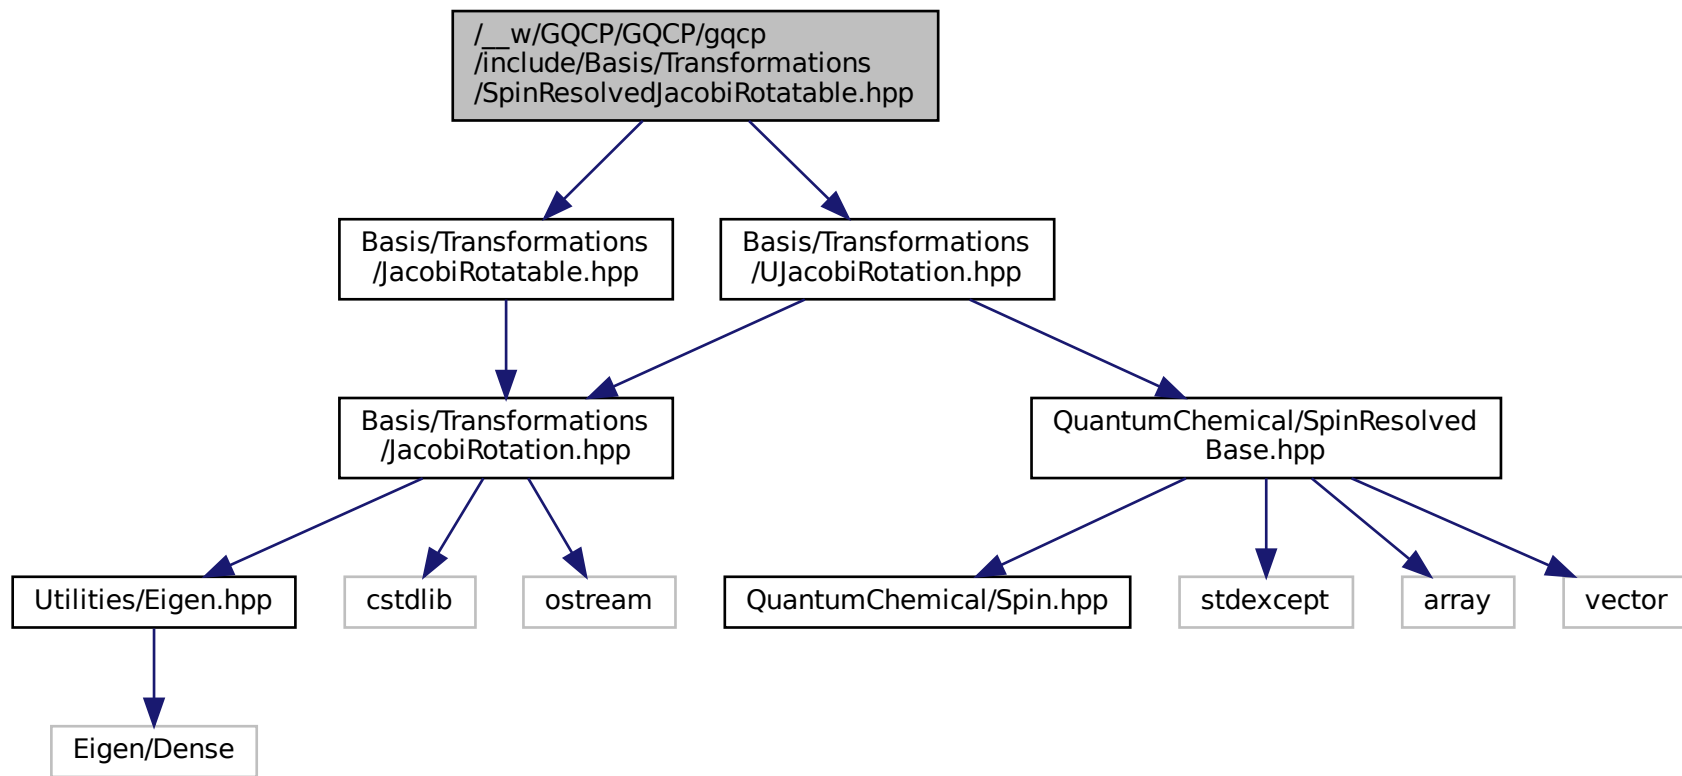 /__w/GQCP/GQCP/gqcp
/include/Basis/Transformations
/SpinResolvedJacobiRotatable.hpp
Basis/Transformations
/JacobiRotatable.hpp
Basis/Transformations
/UJacobiRotation.hpp
Basis/Transformations
/JacobiRotation.hpp
QuantumChemical/SpinResolved
Base.hpp
Utilities/Eigen.hpp
cstdlib
ostream
QuantumChemical/Spin.hpp
stdexcept
array
vector
Eigen/Dense